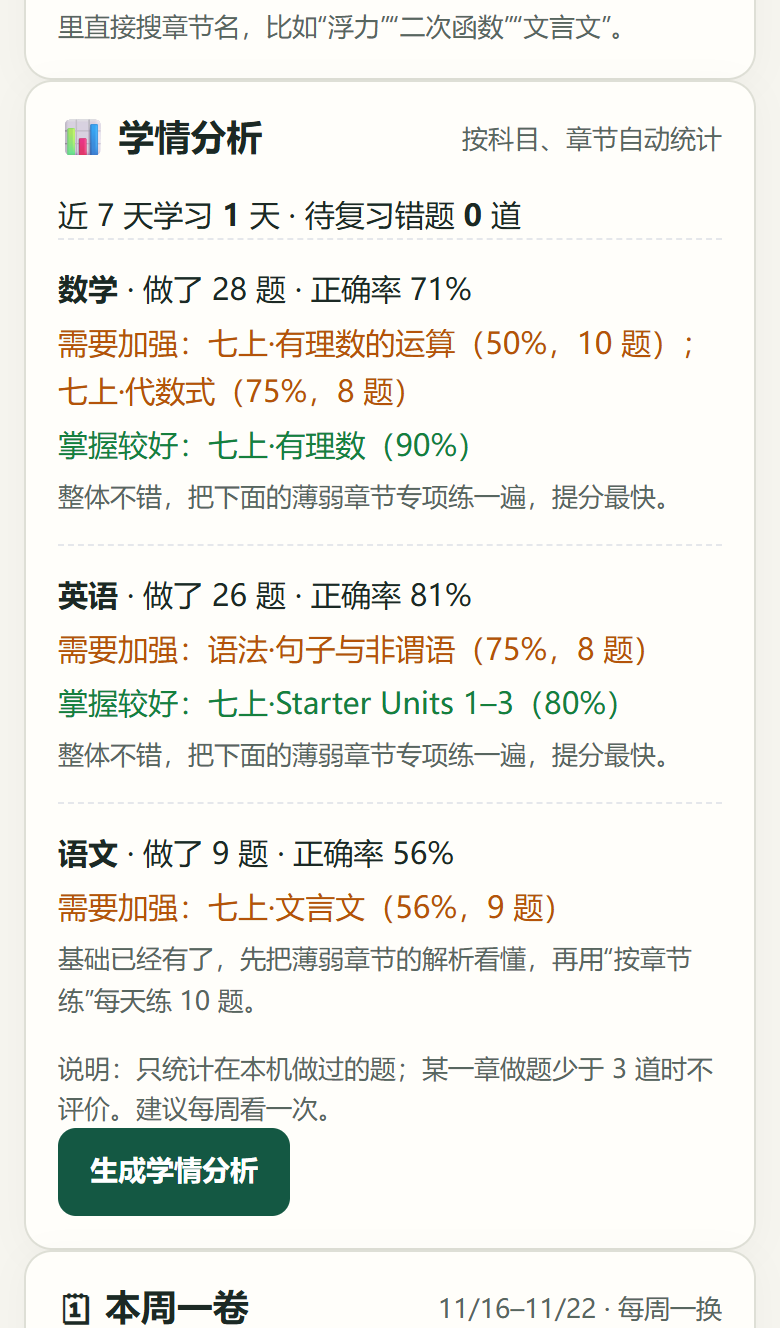 里直接搜章节名，比如“浮力”“二次函数”“文言文”。
学情分析
按科目、章节自动统计
近 7 天学习 1 天 · 待复习错题 0 道
数学 · 做了 28 题 · 正确率 71%
需要加强：七上·有理数的运算（50%，10 题）；
七上·代数式（75%，8 题）
掌握较好：七上·有理数（90%）
整体不错，把下面的薄弱章节专项练一遍，提分最快。
英语 · 做了 26 题 · 正确率 81%
需要加强：语法·句子与非谓语（75%，8 题）
掌握较好：七上·Starter Units 1–3（80%）
整体不错，把下面的薄弱章节专项练一遍，提分最快。
语文 · 做了 9 题 · 正确率 56%
需要加强：七上·文言文（56%，9 题）
基础已经有了，先把薄弱章节的解析看懂，再用“按章节
练”每天练 10 题。
说明：只统计在本机做过的题；某一章做题少于 3 道时不
评价。建议每周看一次。
生成学情分析
1 本周一卷
11/16–11/22 · 每周一换